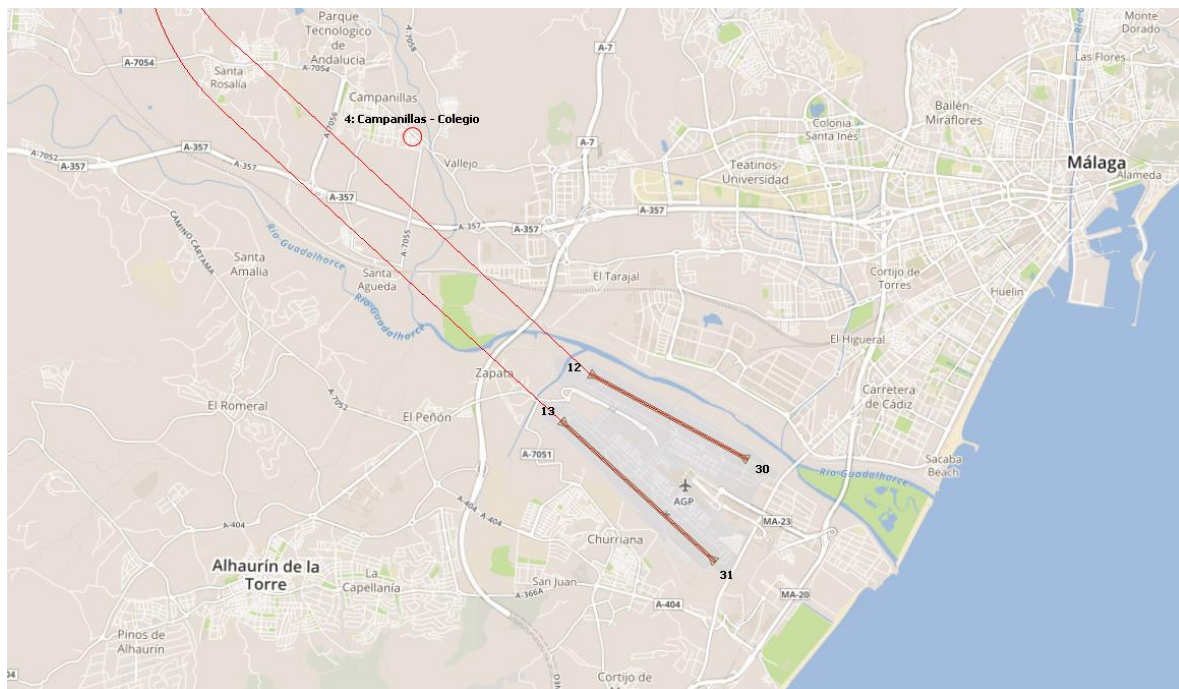 Parque
Tecnologico
de
Andalucía
A-7058
A-7
Monte
Dorado
Las Flores
A-7054
A-7054
Santa
Rosalía
Campanillas
A-7056
4: Campanillas - Colegio
Bailén-
Miraflores
Colonia
Santa Inés
A-7052
A-357
A-357
A-357
Vallejo
A-7
Teatinos-
Universidad
Málaga
Alameda
A-357
A-357
A-357
A-357
CAMINO CÁRTAMA
Río Guadalhorce
A-7055
Santa
Amalia
Santa
Agueda
El Tarajal
Cortijo de
Torres
Huelin
Río Guadalhorce
El Higueral
Zapata
12
Carretera
de Cádiz
El Romeral
A-7052
El Peñón
13
A-7051
30
Sacaba
Beach
Río Guadalhorce
AGP
A-404
A-404
A-404
MA-23
Churriana
Alhaurín de la
Torre
La
Capellanía
San Juan
A-366A
31
A-404
MA-20
Pinos de
Alhaurín
04
Cortijo de